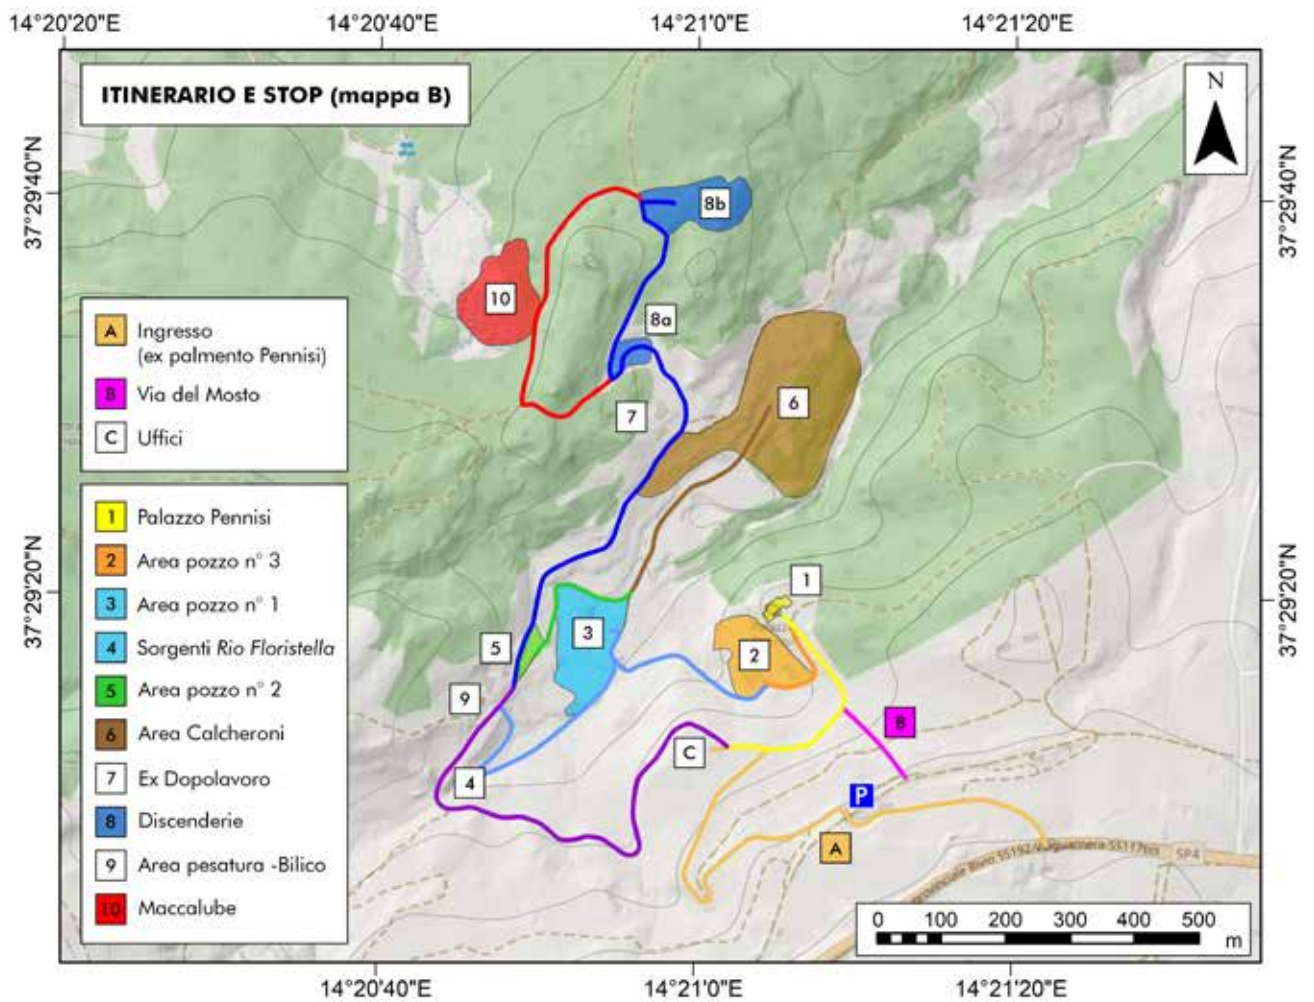 14°20'20"E
14°20'40"E
14°21'0"E
14°21'20"E
ITINERARIO E STOP (mappa B)
N
37°29'40"N
37°29'40"N
8b
10
8a
A Ingresso
(ex palmento Pennisi)
B Via del Mosto
C Uffici
6
7
1 Palazzo Pennisi
2 Area pozzo n° 3
3 Area pozzo n° 1
4 Sorgenti Rio Floristella
5 Area pozzo n° 2
6 Area Calcheroni
7 Ex Dopolavoro
8 Discenderie
9 Area pesatura -Bilico
10 Maccalube
37°29'20"N
37°29'20"N
1
3
5
2
9
B
C
4
P
A
SP4
0 100 200 300 400 500
m
14°20'40"E
14°21'0"E
14°21'20"E